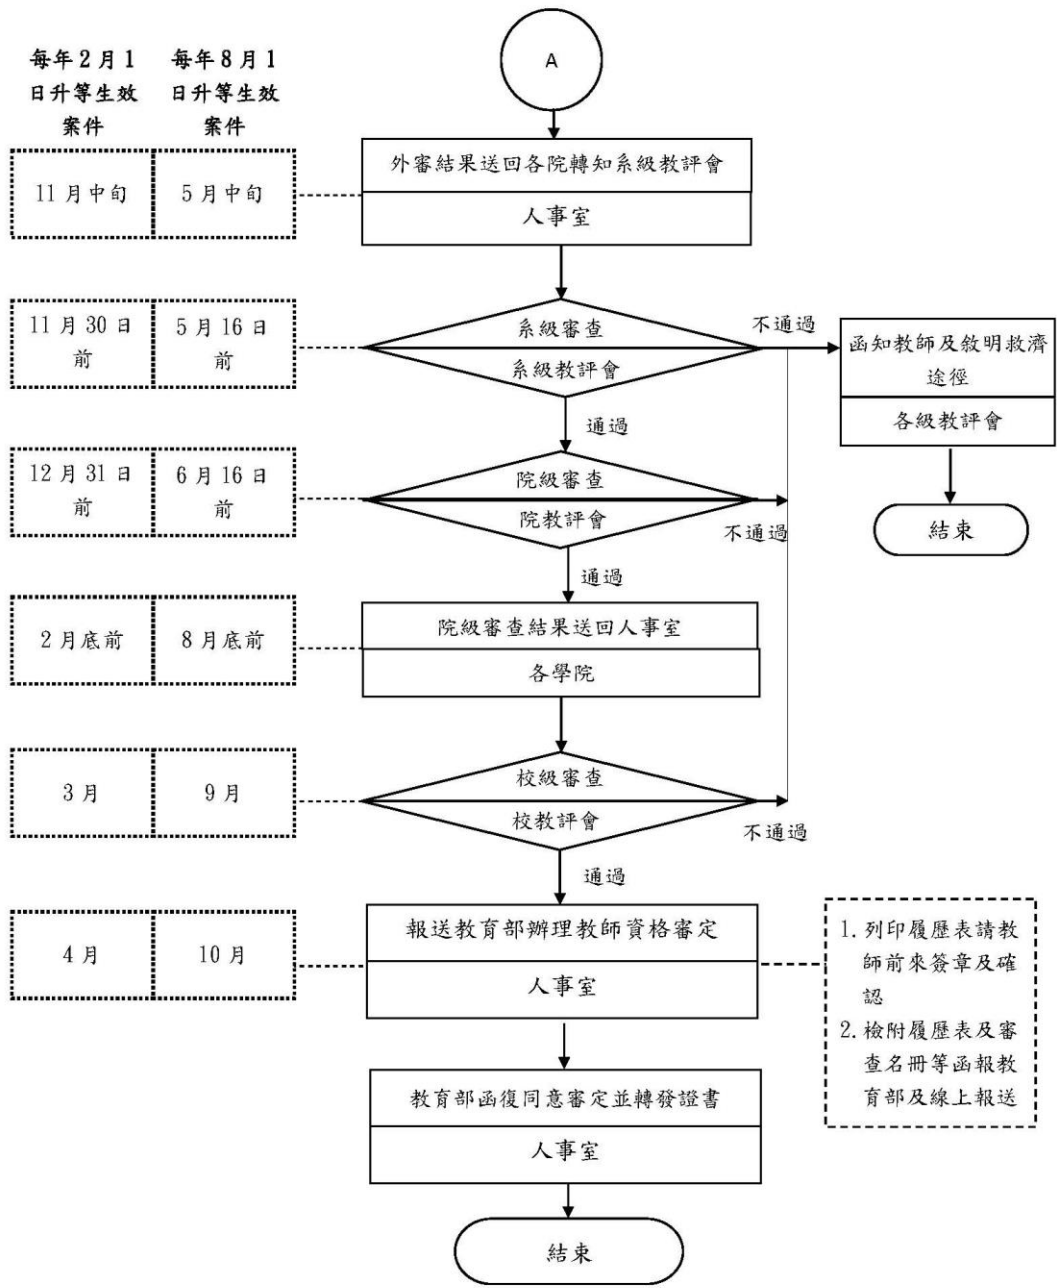 A
每年2月1
日升等生效
案件
每年8月1
日升等生效
案件
外審結果送回各院轉知系級教評會
人事室
11月中旬
5月中旬
系級審查
系級教評會
不通過
11月30日
前
5月16日
前
函知教師及敘明救濟
途徑
各級教評會
通過
結束
院級審查
院教評會
不通過
12月31日
前
6月16日
前
通過
院級審查結果送回人事室
各學院
2月底前
8月底前
校級審查
校教評會
不通過
3月
9月
通過
報送教育部辦理教師資格審定
人事室
4月
10月
1. 列印履歷表請教
師前來簽章及確
認
2. 檢附履歷表及審
查名冊等函報教
育部及線上報送
教育部函復同意審定並轉發證書
人事室
結束